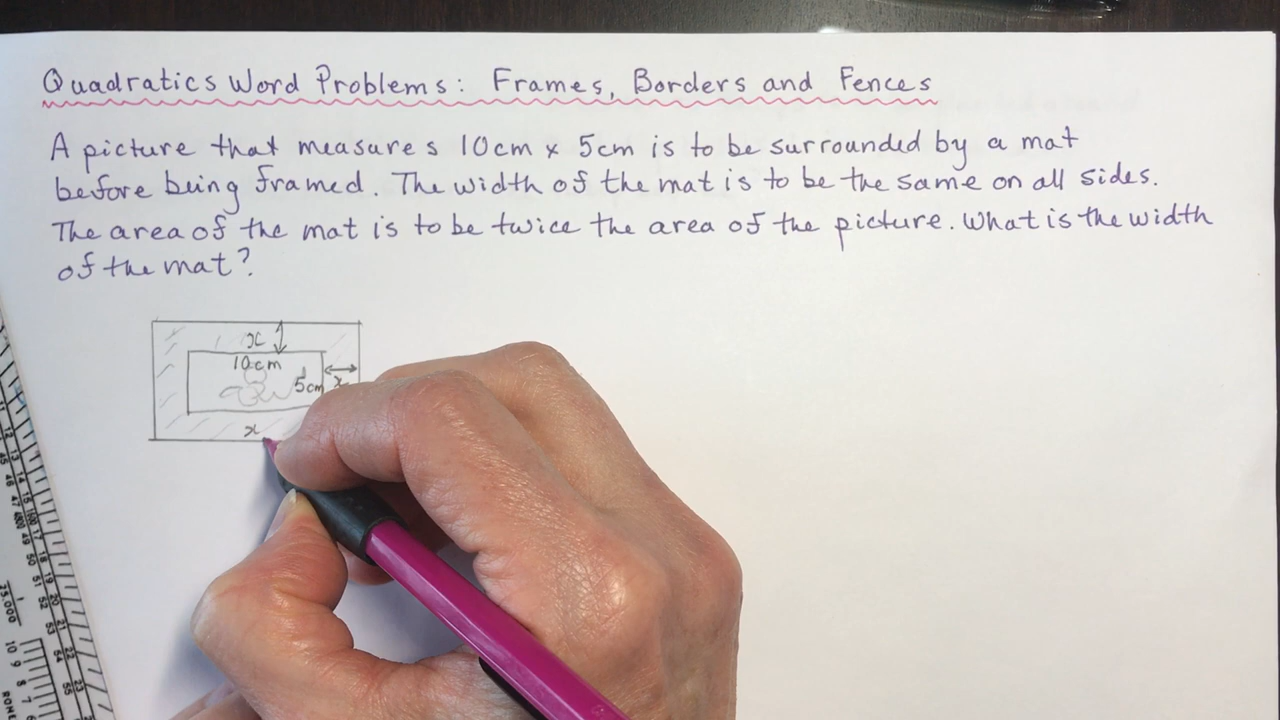 Quadratics Word Problems: Frames, Borders and Fences
A picture that measures 10cm x 5cm is to be surrounded by a mat
before being framed. The width of the mat is to be the same on all sides.
The area of the mat is to be twice the area of the picture. What is the width
of the mat?
x
10cm
5cm x
x